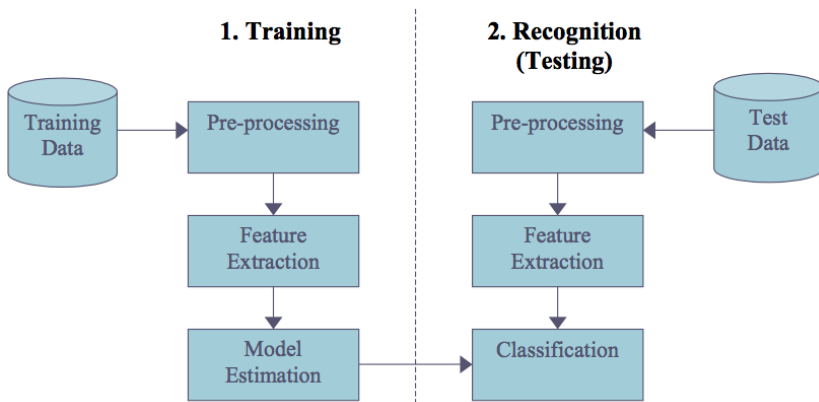 1. Training
2. Recognition
(Testing)
Training
Data
Pre-processing
Pre-processing
Test
Data
Feature
Extraction
Feature
Extraction
Model
Estimation
Classification